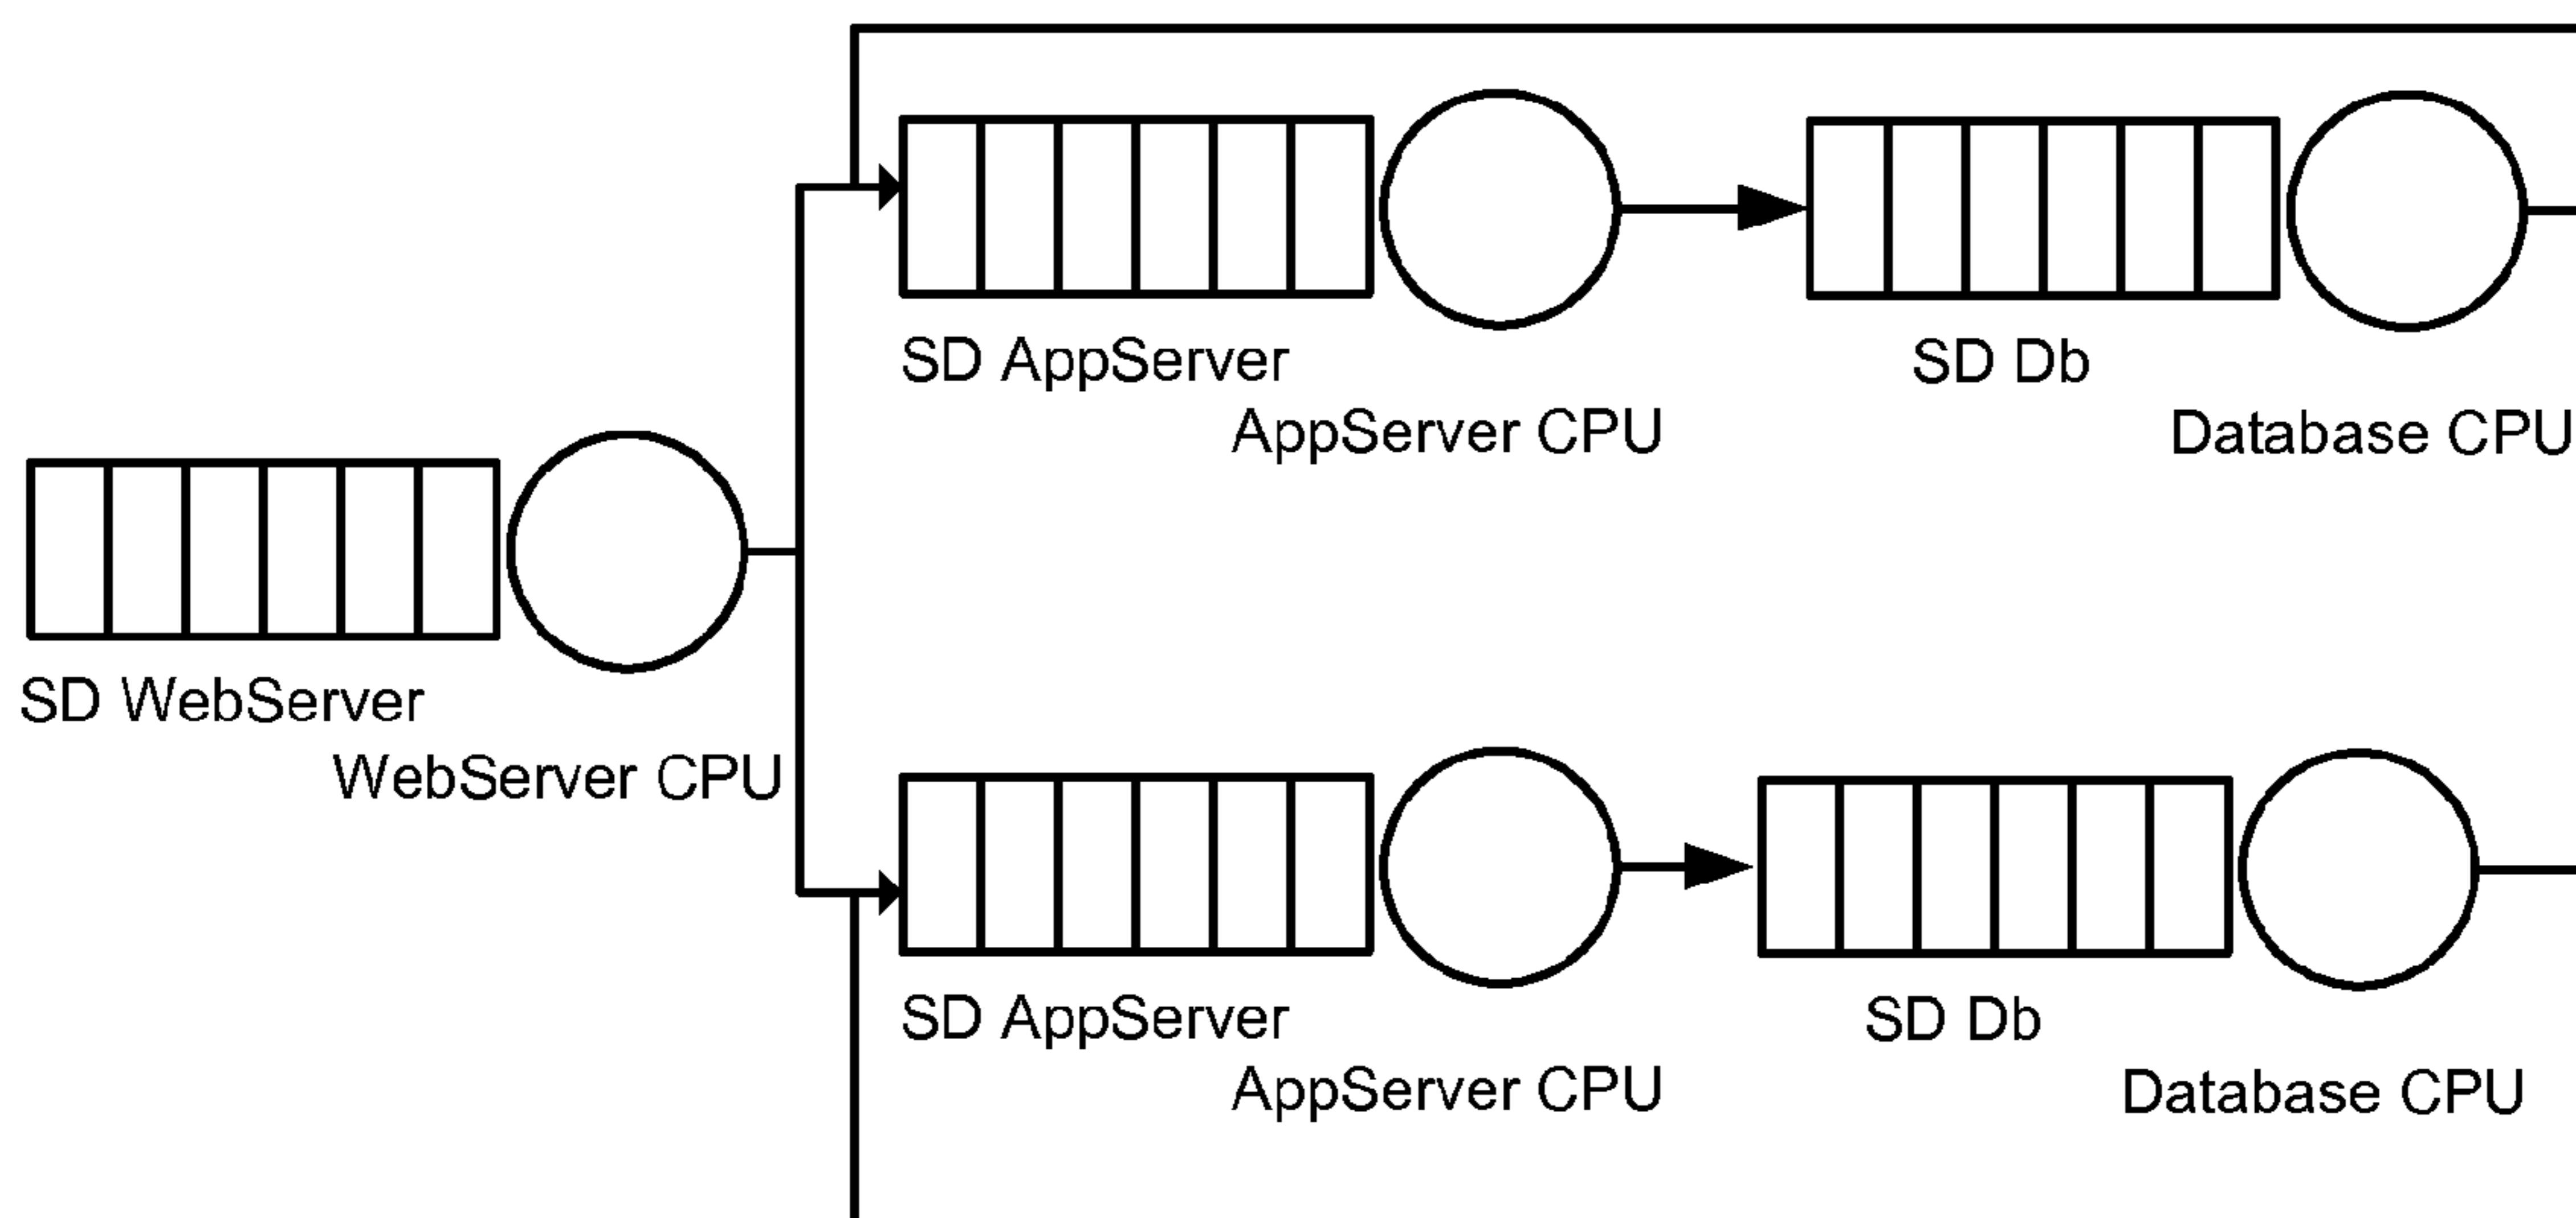 SD AppServer
AppServer CPU
SD Db
Database CPU
SD WebServer
WebServer CPU
SD AppServer
AppServer CPU
SD Db
Database CPU